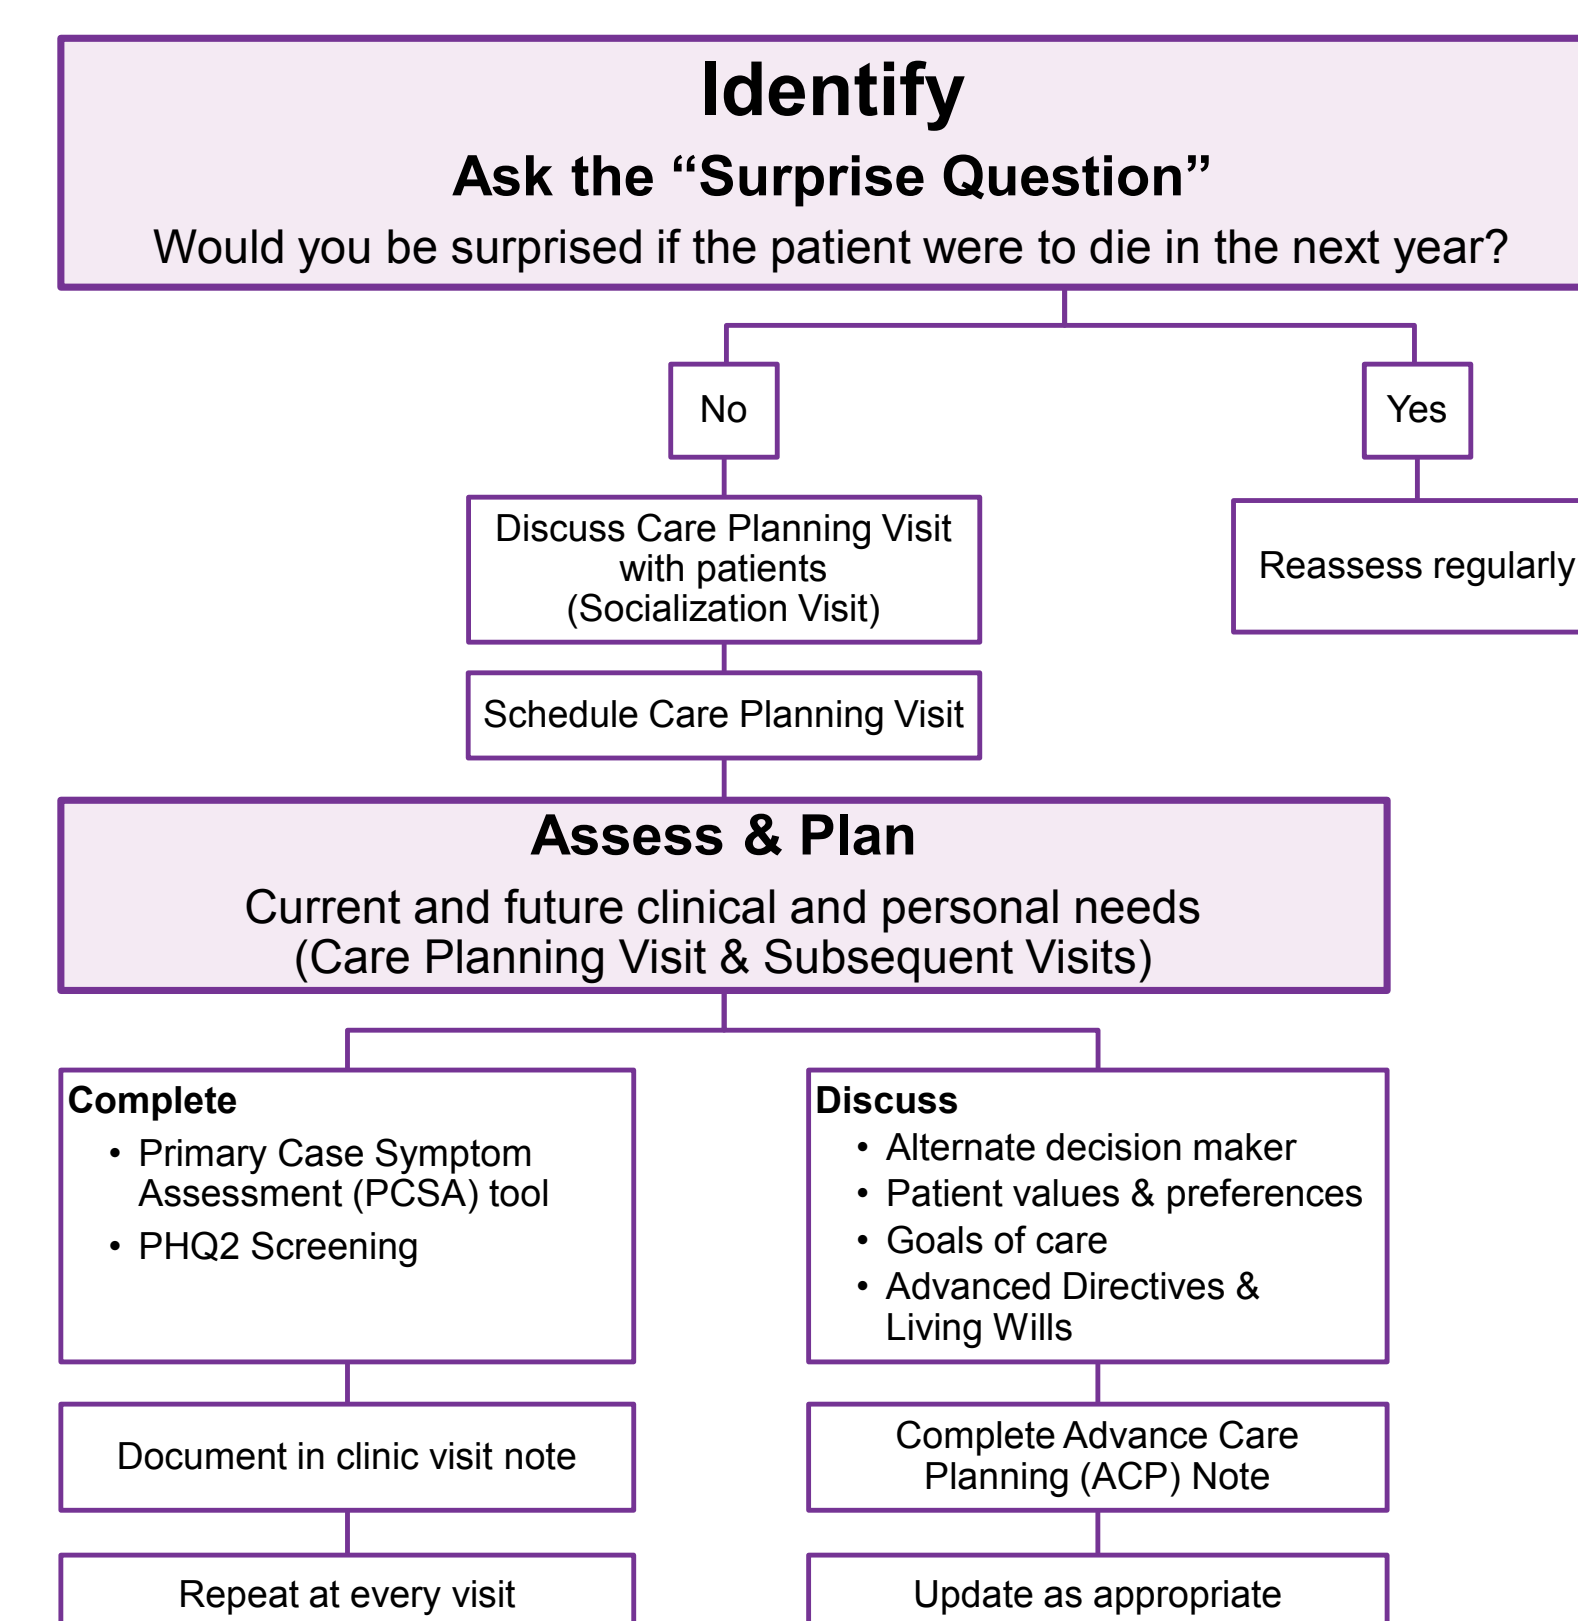 Identify
Ask the “Surprise Question”
Would you be surprised if the patient were to die in the next year?
No
Yes
Discuss Care Planning Visit
with patients
(Socialization Visit)
Reassess regularly
Schedule Care Planning Visit
Assess & Plan
Current and future clinical and personal needs
(Care Planning Visit & Subsequent Visits)
Complete
• Primary Case Symptom
Assessment (PCSA) tool
• PHQ2 Screening
Discuss
• Alternate decision maker
• Patient values & preferences
• Goals of care
• Advanced Directives &
Living Wills
Document in clinic visit note
Complete Advance Care
Planning (ACP) Note
Repeat at every visit
Update as appropriate